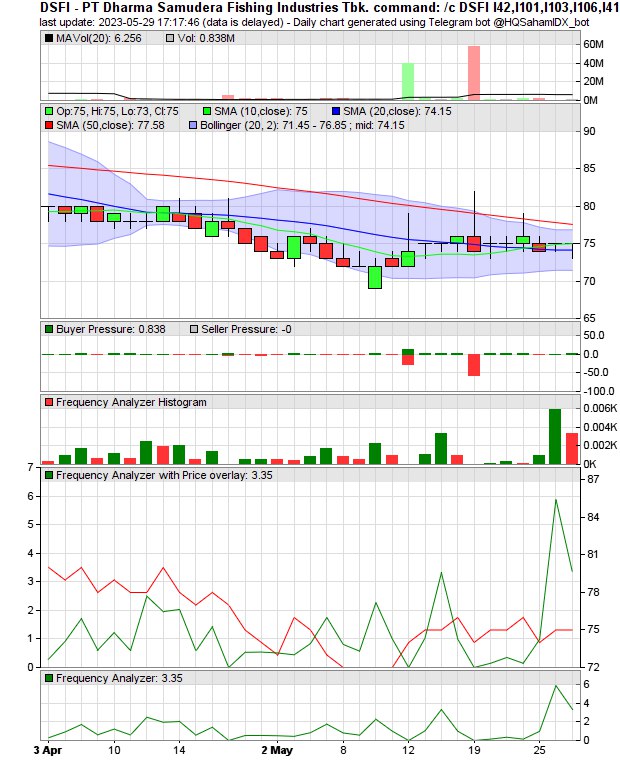 DSFI - PT Dharma Samudera Fishing Industries Tbk. command: /c DSFI I42,I101,I103,I106,I41
last update: 2023-05-29 17:17:46 (data is delayed) - Daily chart generated using Telegram bot @HQSahamIDX_bot
MAVol(20): 6.256 Vol: 0.838M
60M
40M
20M
0M
Op:75, Hi:75, Lo:73, Cl:75 SMA (10,close): 75 SMA (20,close): 74.15
SMA (50,close): 77.58 Bollinger (20, 2): 71.45 - 76.85 ; mid: 74.15
90
85
80
75
70
65
Buyer Pressure: 0.838 Seller Pressure: -0
50.0
0.0
-50.0
-100.0
Frequency Analyzer Histogram
0.006K
0.004K
0.002K
0K
Frequency Analyzer with Price overlay: 3.35
7
6
5
4
3
2
1
0
87
84
81
78
75
72
Frequency Analyzer: 3.35
6
4
2
0
3 Apr 10 14 2 May 8 12 19 25